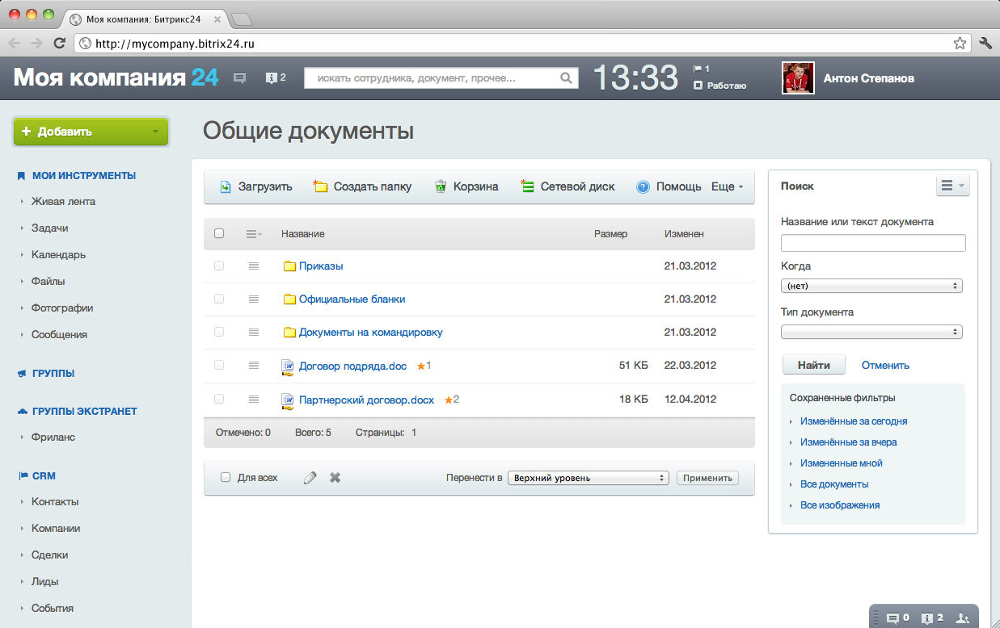 Моя компания: Битрикс24
http://mycompany.bitrix24.ru
Моя компания 24
2
искать сотрудника, документ, прочее...
13:33
1
Работаю
Антон Степанов
+ Добавить
Общие документы
МОИ ИНСТРУМЕНТЫ
Живая лента
Задачи
Календарь
Файлы
Фотографии
Сообщения
ГРУППЫ
ГРУППЫ ЭКСТРАНЕТ
Фриланс
CRM
Контакты
Компании
Сделки
Лиды
События
Загрузить Создать папку Корзина Сетевой диск Помощь Еще
Название Размер Изменен
Приказы 21.03.2012
Официальные бланки 21.03.2012
Документы на командировку 21.03.2012
Договор подряда.doc 1 51 КБ 22.03.2012
Партнерский договор.docx 2 18 КБ 12.04.2012
Отмечено: 0 Всего: 5 Страницы: 1
Для всех Перенести в Верхний уровень Применить
Поиск
Название или текст документа
Когда
(нет)
Тип документа
Найти Отменить
Сохраненные фильтры
Изменённые за сегодня
Изменённые за вчера
Измененные мной
Все документы
Все изображения
0 2